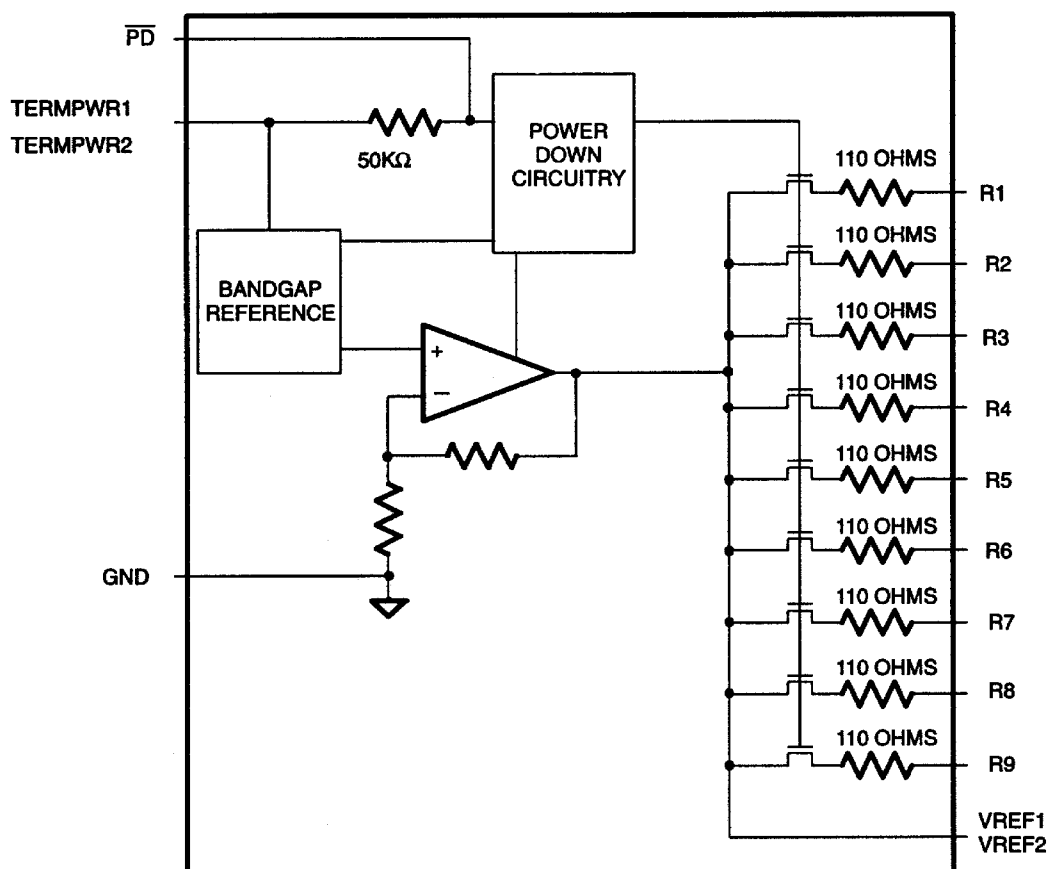 PD
TERMPWR1
TERMPWR2
50KΩ
POWER
DOWN
CIRCUITRY
BANDGAP
REFERENCE
+
−
GND
110 OHMS
R1
110 OHMS
R2
110 OHMS
R3
110 OHMS
R4
110 OHMS
R5
110 OHMS
R6
110 OHMS
R7
110 OHMS
R8
110 OHMS
R9
VREF1
VREF2